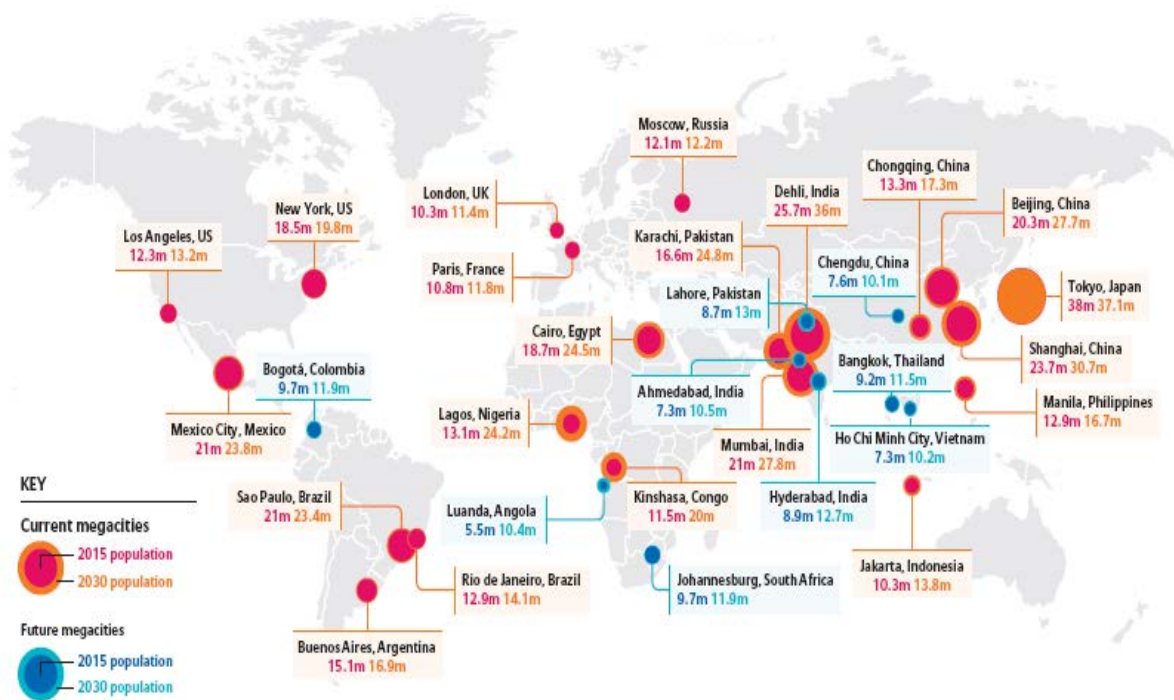 Moscow, Russia
12.1m 12.2m
Chongqing, China
13.3m 17.3m
London, UK
10.3m 11.4m
Dehli, India
25.7m 36m
New York, US
18.5m 19.8m
Beijing, China
20.3m 27.7m
Los Angeles, US
12.3m 13.2m
Karachi, Pakistan
16.6m 24.8m
Chengdu, China
7.6m 10.1m
Paris, France
10.8m 11.8m
Lahore, Pakistan
8.7m 13m
Tokyo, Japan
38m 37.1m
Cairo, Egypt
18.7m 24.5m
Shanghai, China
23.7m 30.7m
Bogotá, Colombia
9.7m 11.9m
Ahmedabad, India
7.3m 10.5m
Bangkok, Thailand
9.2m 11.5m
Manila, Philippines
12.9m 16.7m
Mexico City, Mexico
21m 23.8m
Lagos, Nigeria
13.1m 24.2m
Mumbai, India
21m 27.8m
Ho Chi Minh City, Vietnam
7.3m 10.2m
KEY
Current megacities
2015 population
2030 population
Future megacities
2015 population
2030 population
Sao Paulo, Brazil
21m 23.4m
Luanda, Angola
5.5m 10.4m
Kinshasa, Congo
11.5m 20m
Hyderabad, India
8.9m 12.7m
Jakarta, Indonesia
10.3m 13.8m
Rio de Janeiro, Brazil
12.9m 14.1m
Johannesburg, South Africa
9.7m 11.9m
Buenos Aires, Argentina
15.1m 16.9m